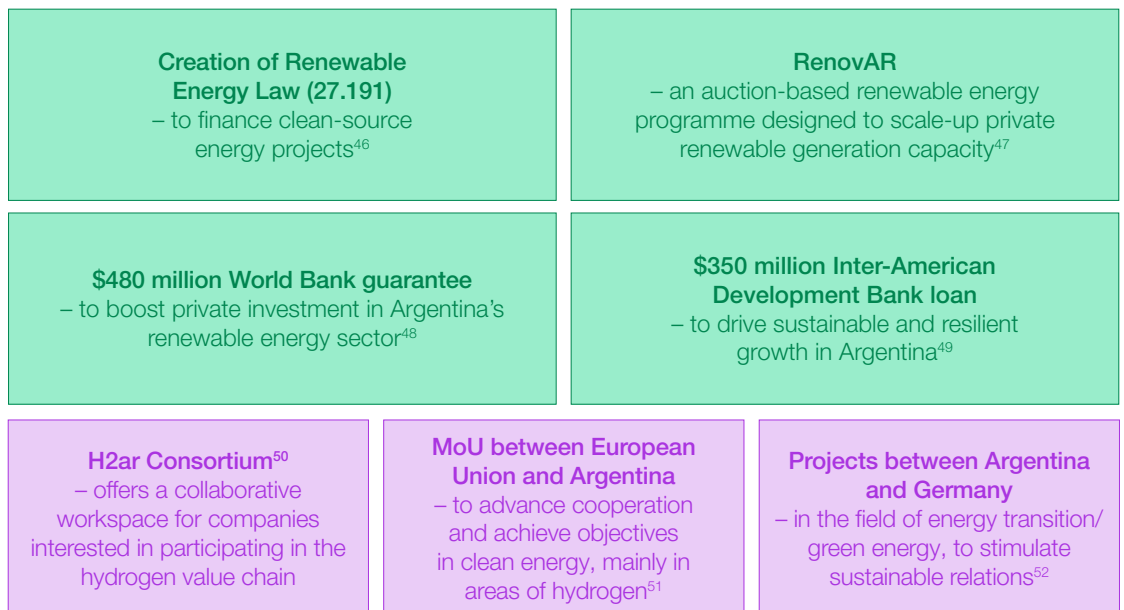 Creation of Renewable
Energy Law (27.191)
– to finance clean-source
energy projects⁴⁶
RenovAR
– an auction-based renewable energy
programme designed to scale-up private
renewable generation capacity⁴⁷
$480 million World Bank guarantee
– to boost private investment in Argentina’s
renewable energy sector⁴⁸
$350 million Inter-American
Development Bank loan
– to drive sustainable and resilient
growth in Argentina⁴⁹
H2ar Consortium⁵⁰
– offers a collaborative
workspace for companies
interested in participating in the
hydrogen value chain
MoU between European
Union and Argentina
– to advance cooperation
and achieve objectives
in clean energy, mainly in
areas of hydrogen⁵¹
Projects between Argentina
and Germany
– in the field of energy transition/
green energy, to stimulate
sustainable relations⁵²